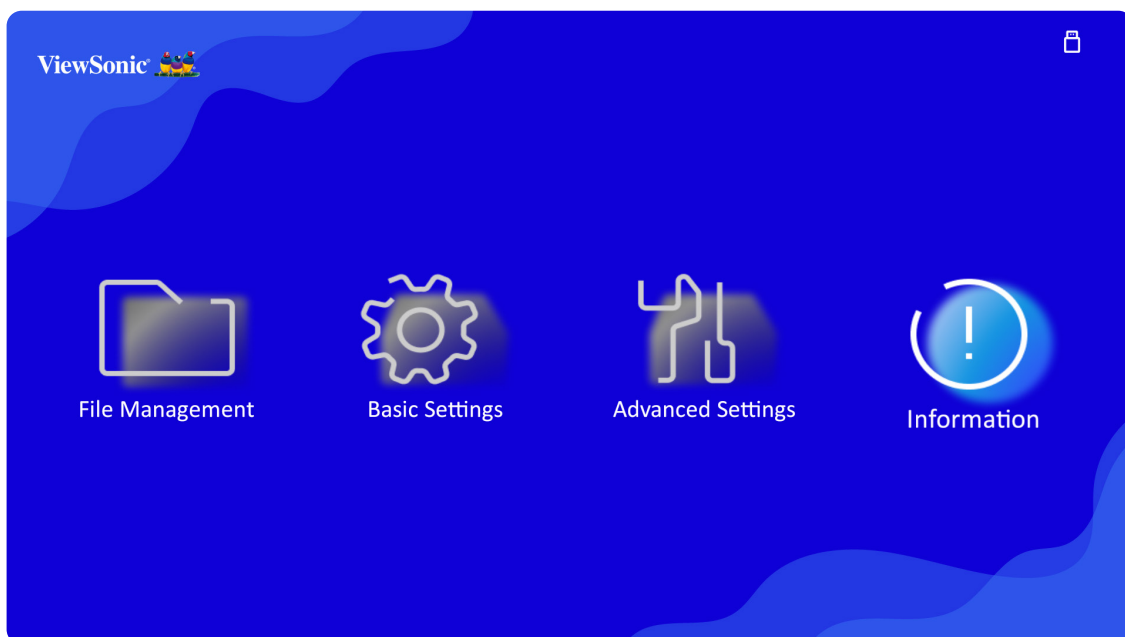 ViewSonic®
File Management
Basic Settings
Advanced Settings
Information